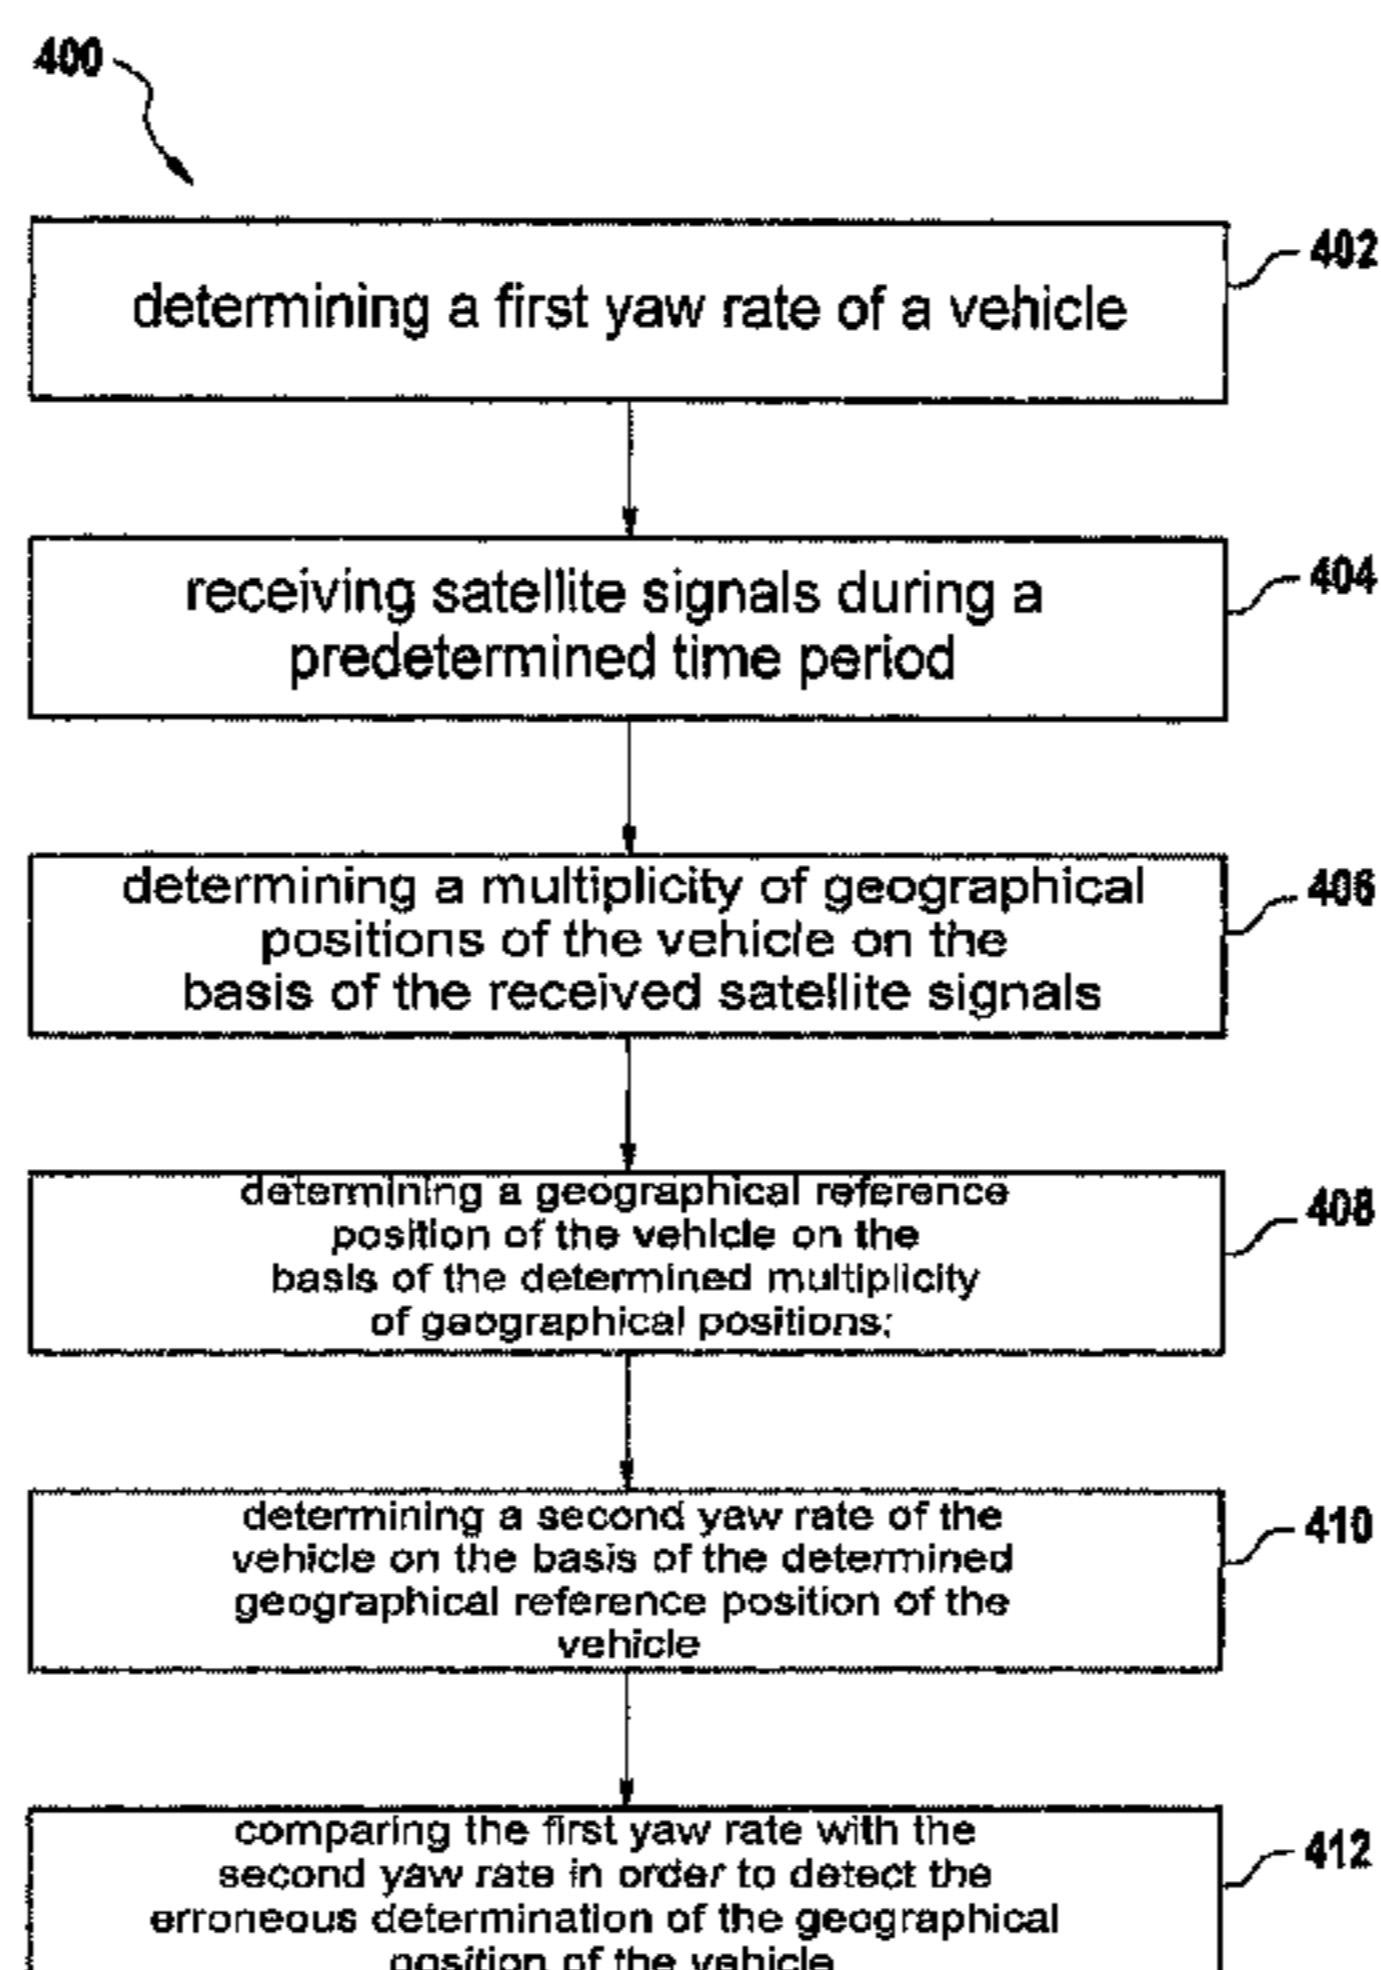 400
402
determining a first yaw rate of a vehicle
404
receiving satellite signals during a
predetermined time period
406
determining a multiplicity of geographical
positions of the vehicle on the
basis of the received satellite signals
408
determining a geographical reference
position of the vehicle on the
basis of the determined multiplicity
of geographical positions;
410
determining a second yaw rate of the
vehicle on the basis of the determined
geographical reference position of the
vehicle
412
comparing the first yaw rate with the
second yaw rate in order to detect the
erroneous determination of the geographical
position of the vehicle